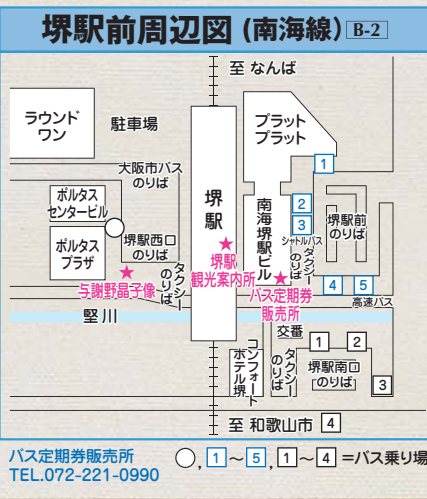 堺駅前周辺図 (南海線) B-2
至 なんば
ラウンド
ワン
駐車場
プラット
プラット
大阪市バス
のりば
1
ポルタス
センタービル
堺駅
南海堺駅ビル
2
3
シャトルバス
のりば
タクシー
堺駅前
のりば
ポルタス
プラザ
堺駅西口
のりば
タクシー
のりば
堺駅
観光案内所
バス定期券
販売所
与謝野晶子像
4
5
高速バス
堅川
交番
1
2
コンフォート
ホテル堺
タクシー
のりば
堺駅南口
のりば
3
至 和歌山市
4
バス定期券販売所
TEL.072-221-0990
○, 1~5, 1~4 =バス乗り場